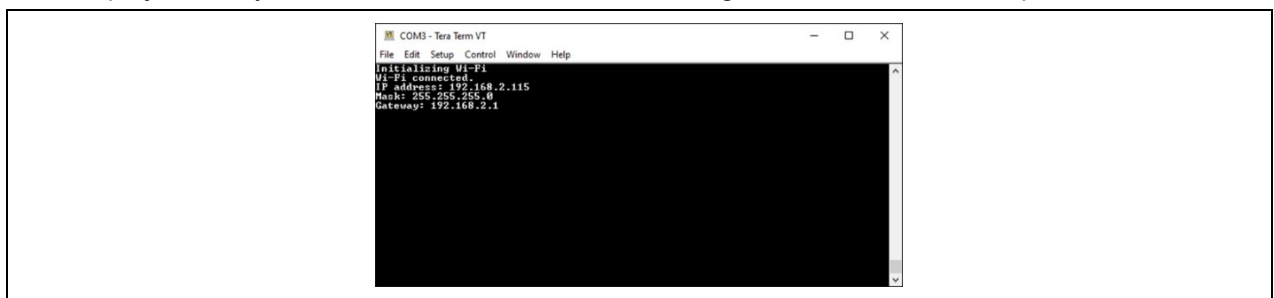 COM3 - Tera Term VT
File Edit Setup Control Window Help
Initializing Wi-Fi
Wi-Fi connected.
IP address: 192.168.2.115
Mask: 255.255.255.0
Gateway: 192.168.2.1